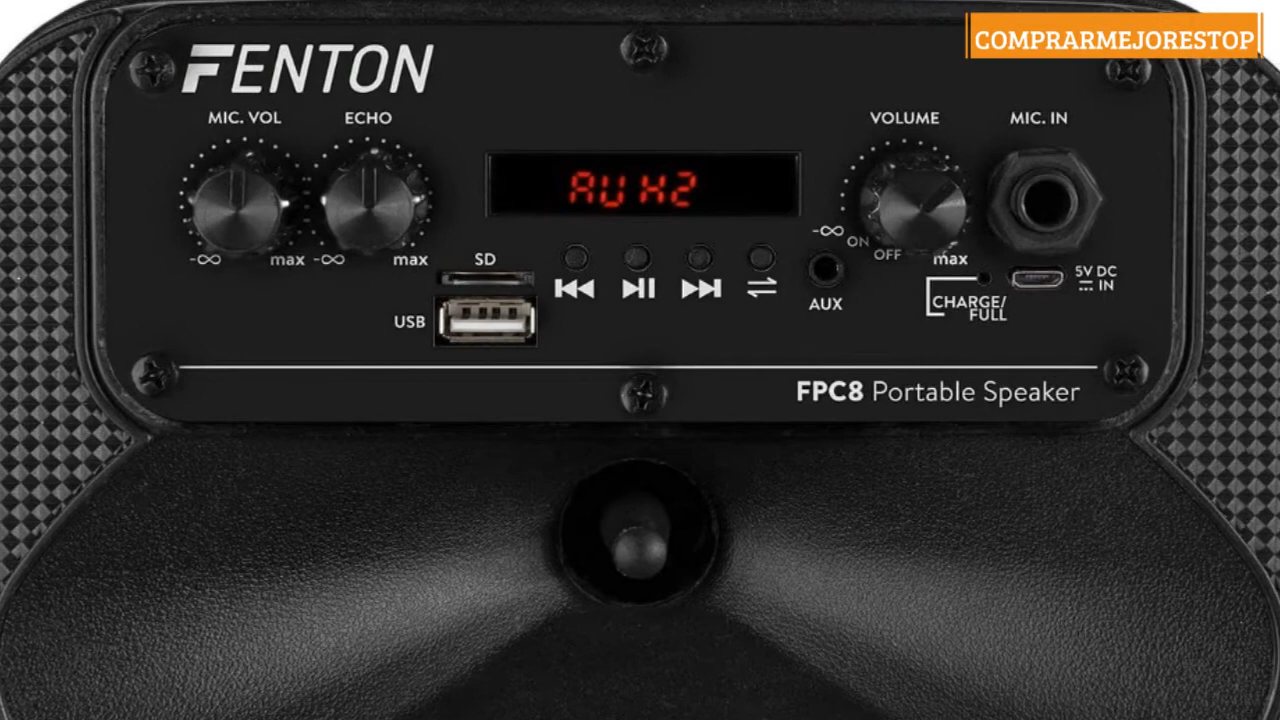 COMPRARMEJORESTOP
FENTON
MIC. VOL
ECHO
VOLUME
MIC. IN
AUX2
-∞ max
-∞ max
-∞
ON
OFF
max
SD
USB
AUX
CHARGE/
FULL
5V DC
IN
FPC8 Portable Speaker